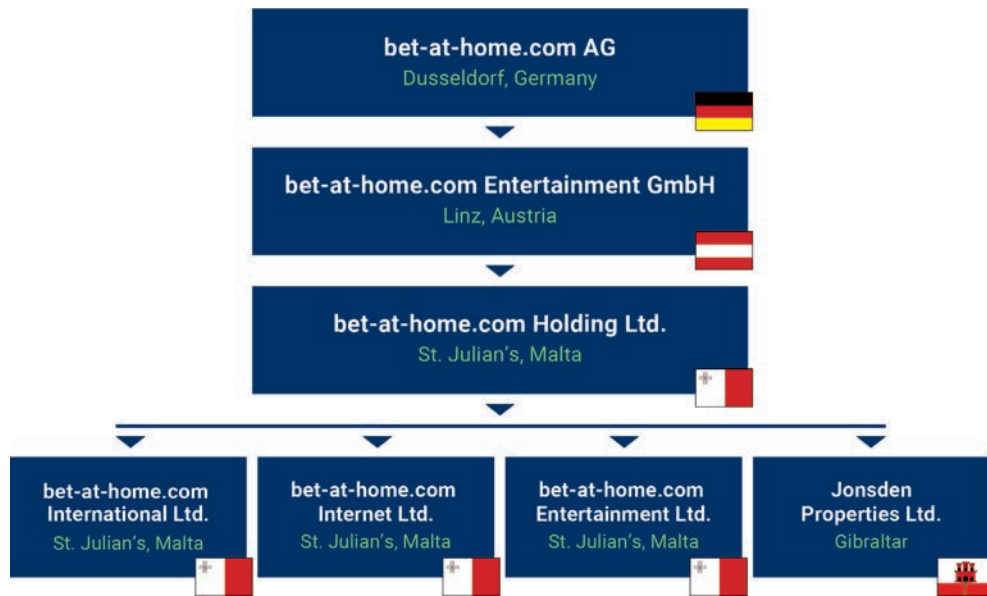 bet-at-home.com AG
Dusseldorf, Germany
bet-at-home.com Entertainment GmbH
Linz, Austria
bet-at-home.com Holding Ltd.
St. Julian’s, Malta
bet-at-home.com
International Ltd.
St. Julian’s, Malta
bet-at-home.com
Internet Ltd.
St. Julian’s, Malta
bet-at-home.com
Entertainment Ltd.
St. Julian’s, Malta
Jonsden
Properties Ltd.
Gibraltar